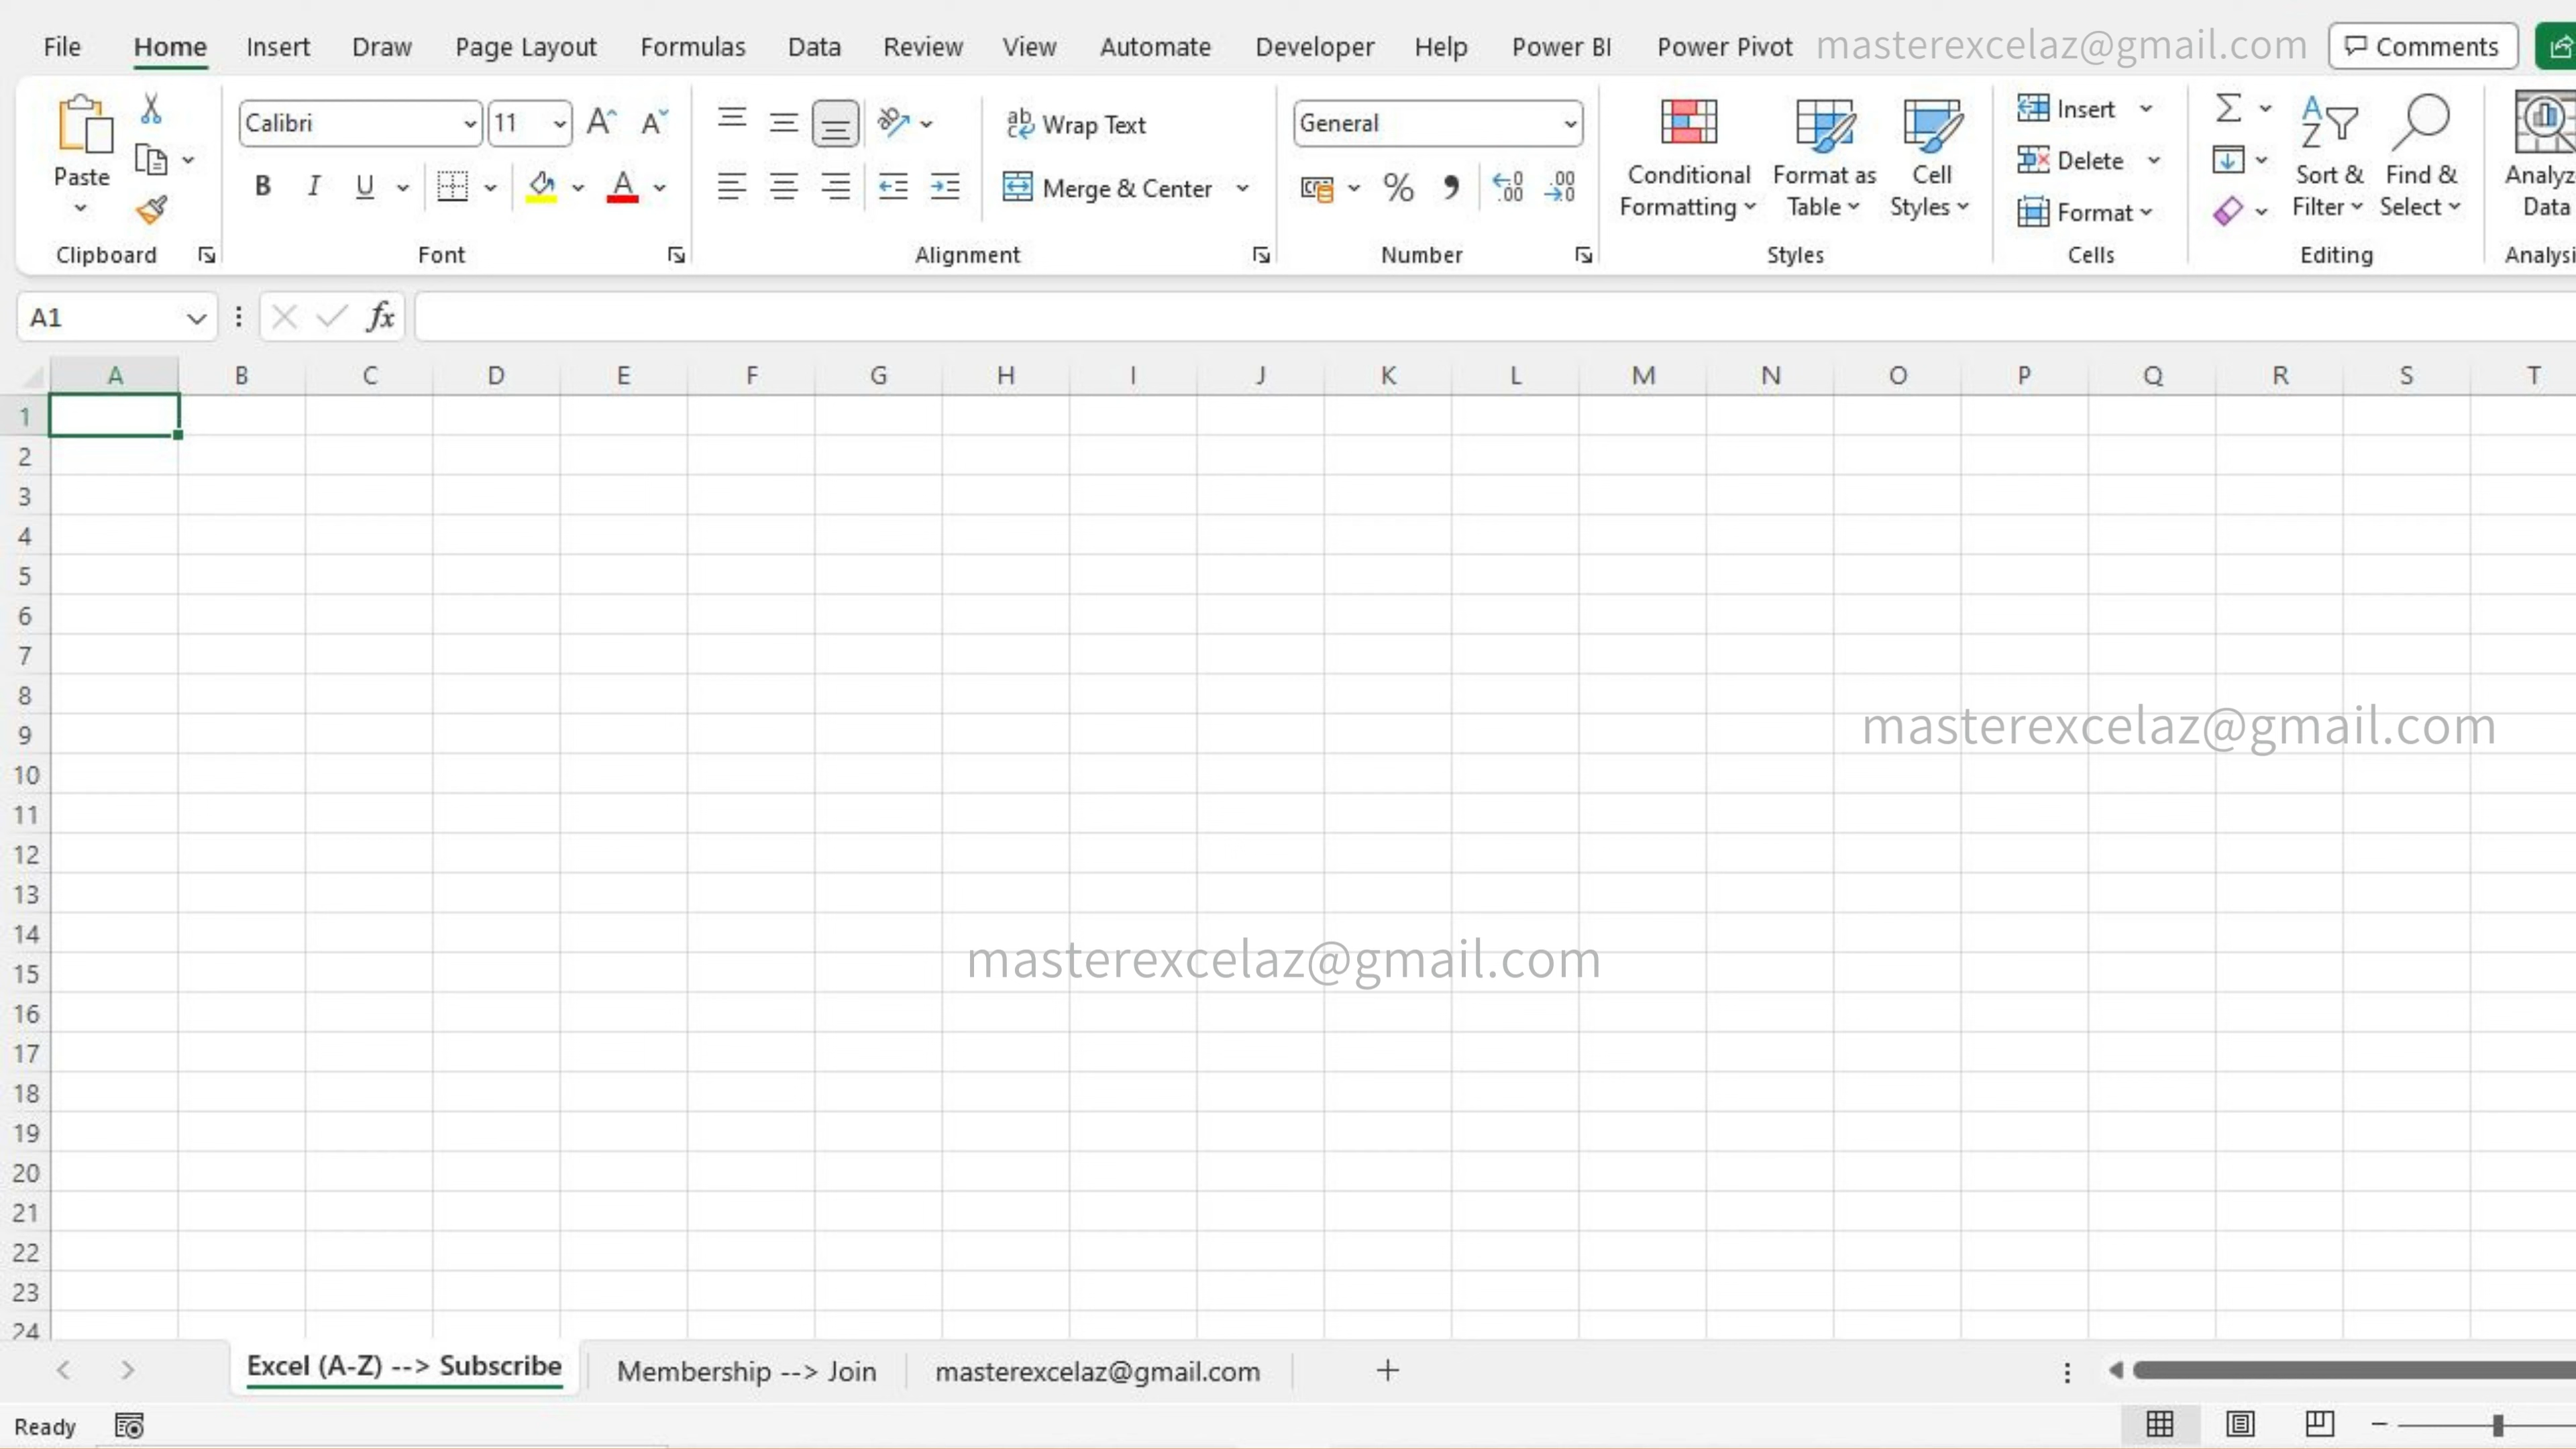 File Home Insert Draw Page Layout Formulas Data Review View Automate Developer Help Power BI Power Pivot masterexcelaz@gmail.com Comments
Calibri 11 A A ab Wrap Text General Insert
Paste Conditional Format as Cell Delete Sort & Find & Analyz
B I U A Merge & Center % Formatting Table Styles Format Filter Select Data
Clipboard Font Alignment Number Styles Cells Editing Analysi
A1 fx
A B C D E F G H I J K L M N O P Q R S T
1
2
3
4
5
6
7
8
9 masterexcelaz@gmail.com
10
11
12
13
14
15 masterexcelaz@gmail.com
16
17
18
19
20
21
22
23
24
Excel (A-Z) --> Subscribe Membership --> Join masterexcelaz@gmail.com +
Ready